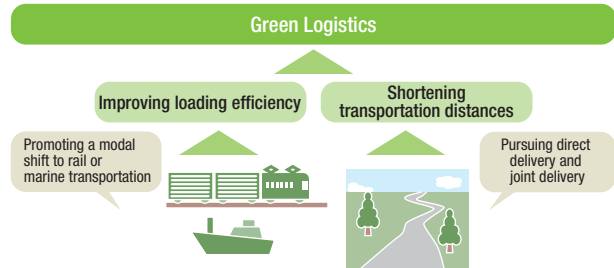 Green Logistics
Improving loading efficiency
Shortening
transportation distances
Promoting a modal
shift to rail or
marine transportation
Pursuing direct
delivery and
joint delivery